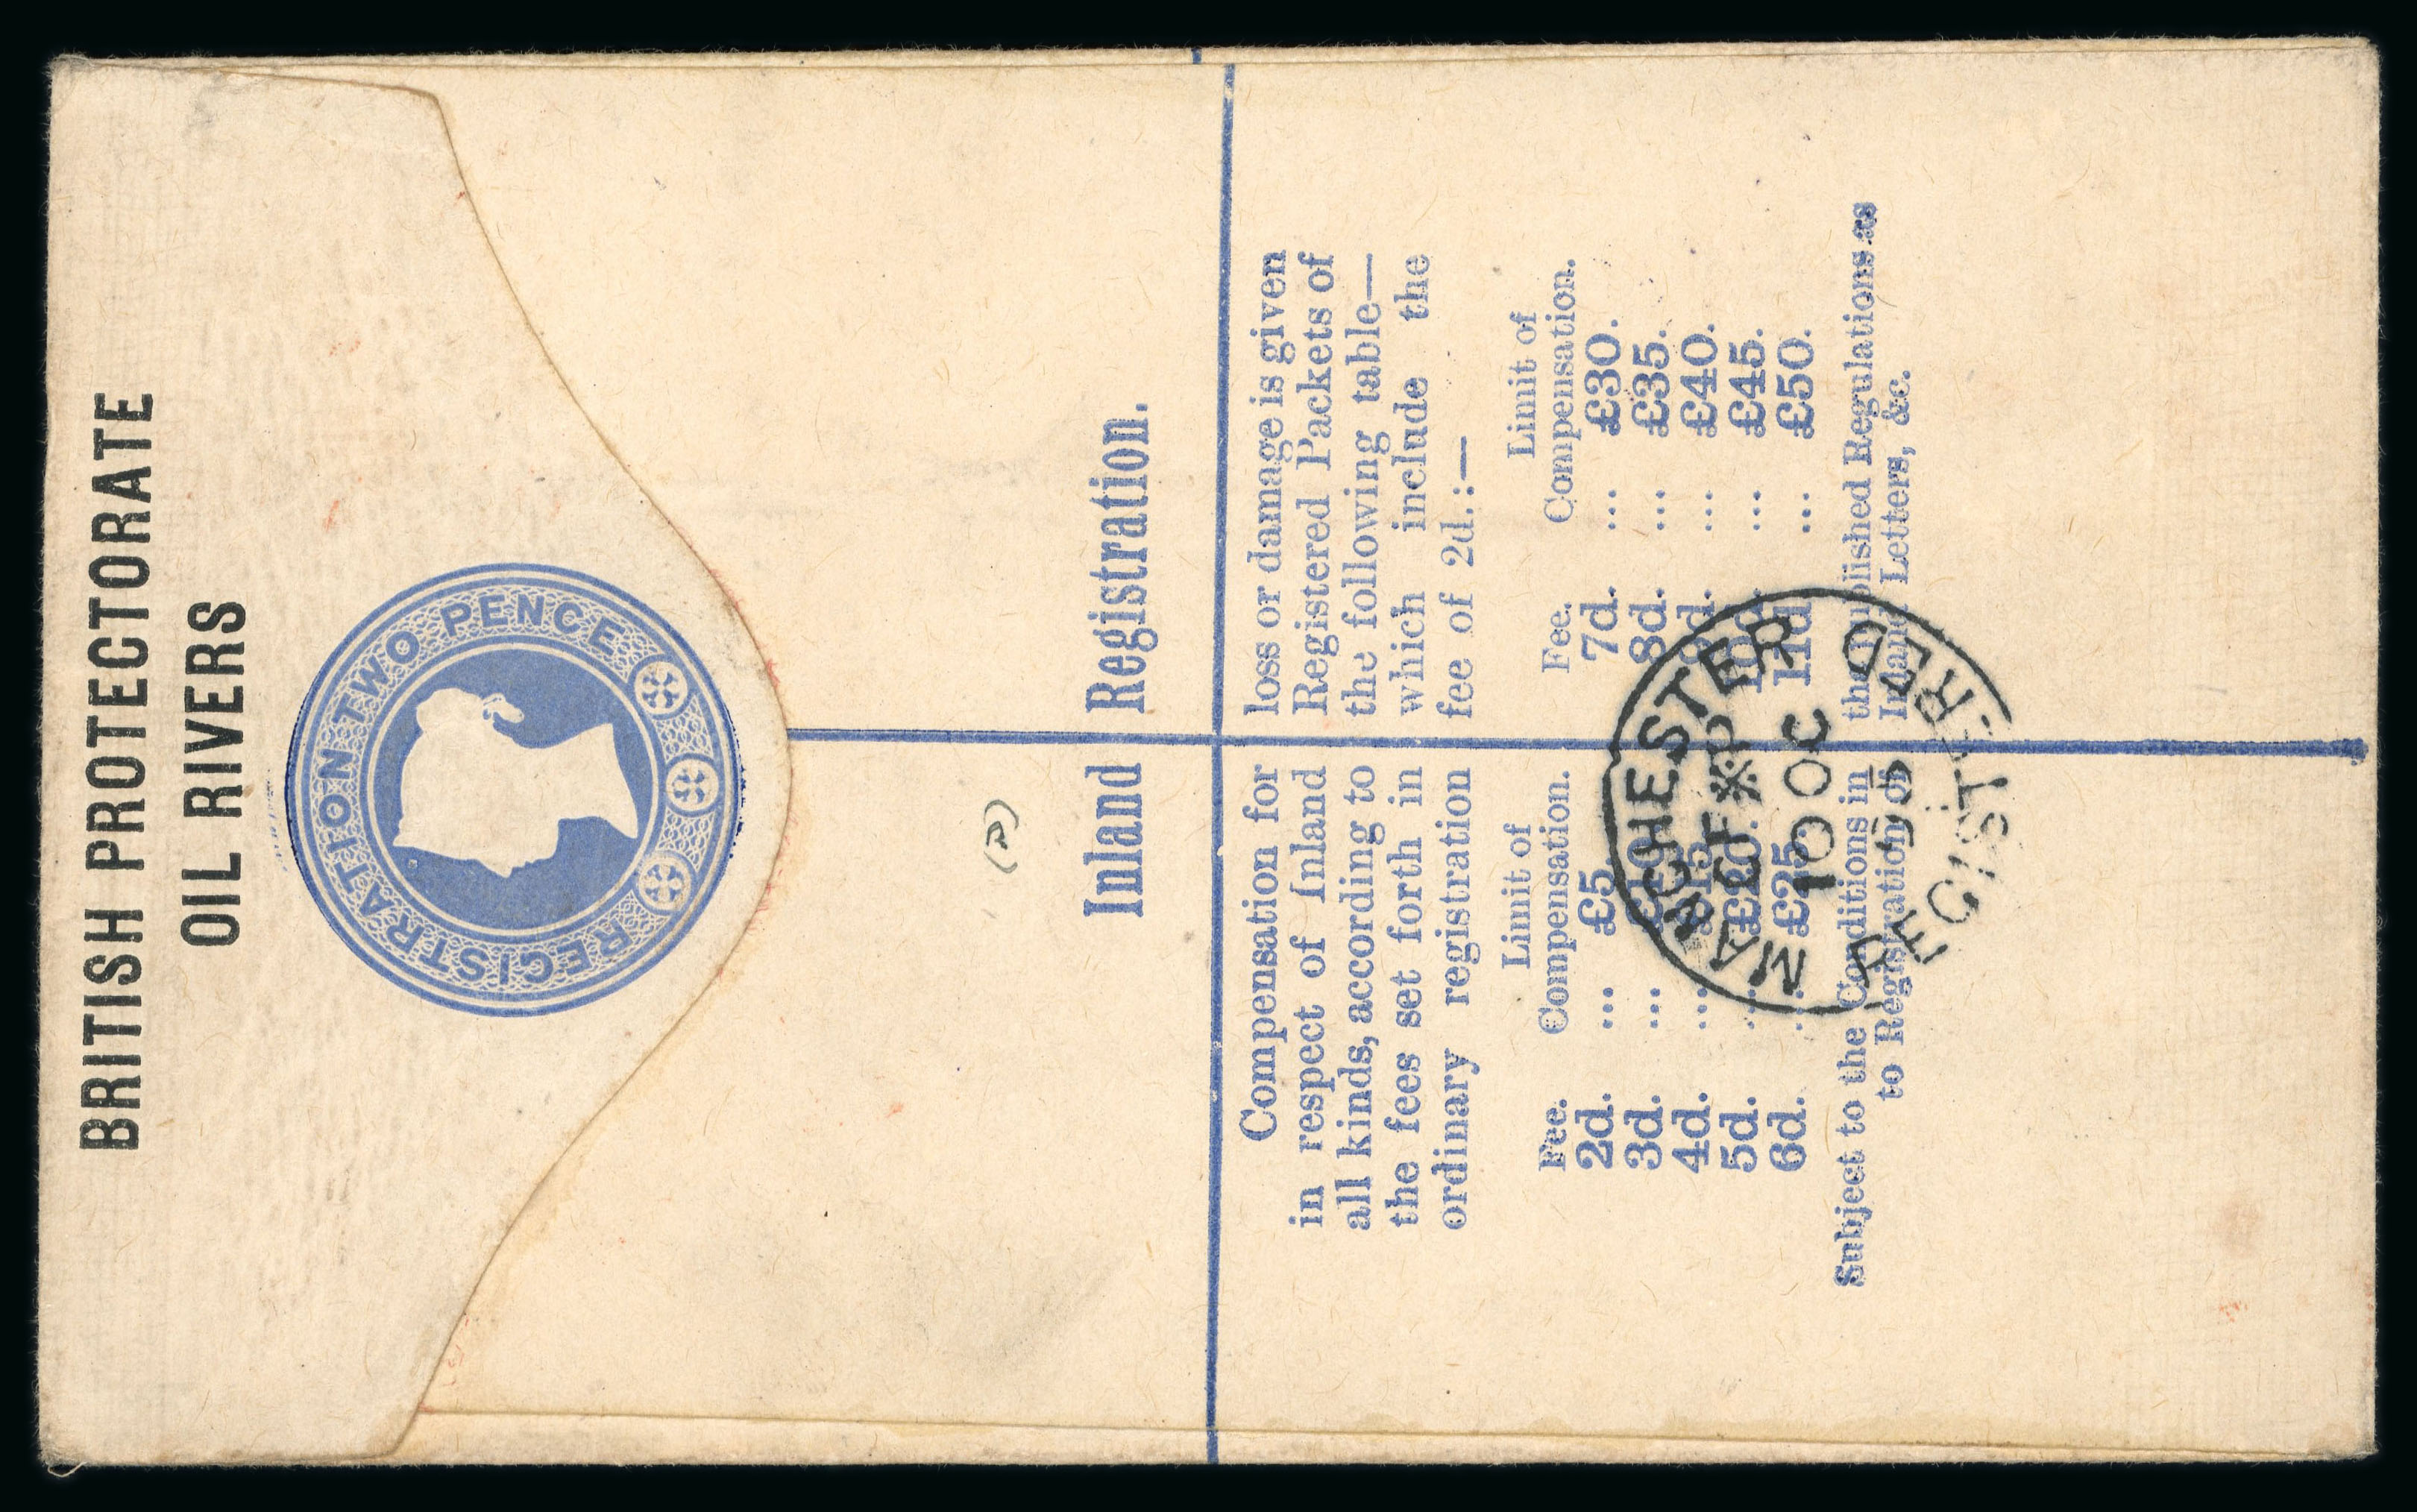 BRITISH PROTECTORATE
OIL RIVERS
REGISTRATION TWO PENCE
Inland Registration.
Compensation for
in respect of Inland
all kinds, according to
the fees set forth in
ordinary registration
loss or damage is given
Registered Packets of
the following table—
which include the
fee of 2d.:—
Fee. Limit of Compensation. Fee. Limit of Compensation.
2d. ... £5. 7d. ... £30.
3d. ... £10. 8d. ... £35.
4d. ... £15. 9d. ... £40.
5d. ... £20. 10d. ... £45.
6d. ... £25. 11d. ... £50.
Subject to the Conditions in the published Regulations as
to Registration of Inland Letters, &c.
MANCHESTER
10 OC
REGISTERED